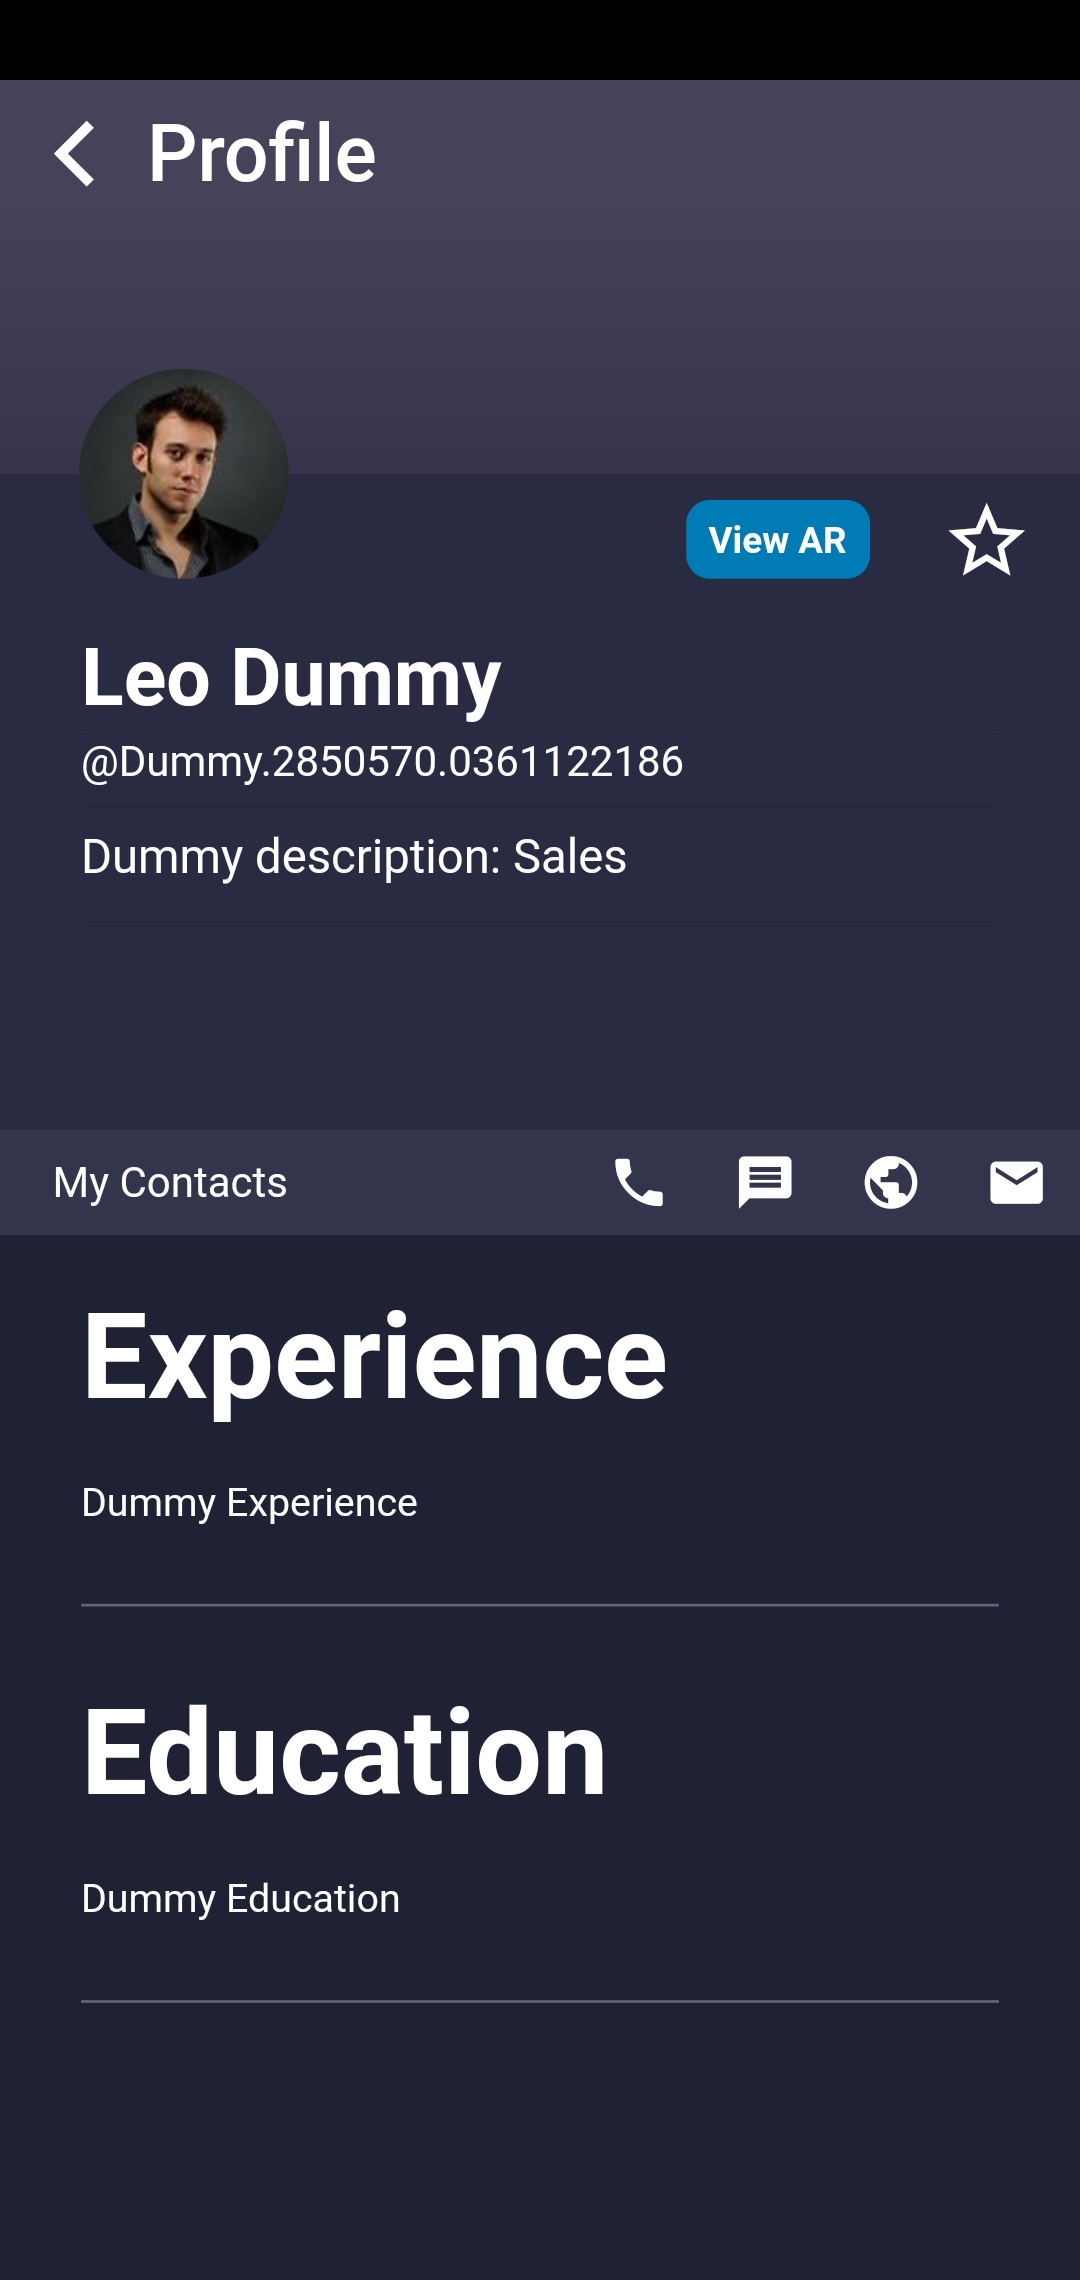 Profile
View AR
Leo Dummy
@Dummy.2850570.0361122186
Dummy description: Sales
My Contacts
Experience
Dummy Experience
Education
Dummy Education